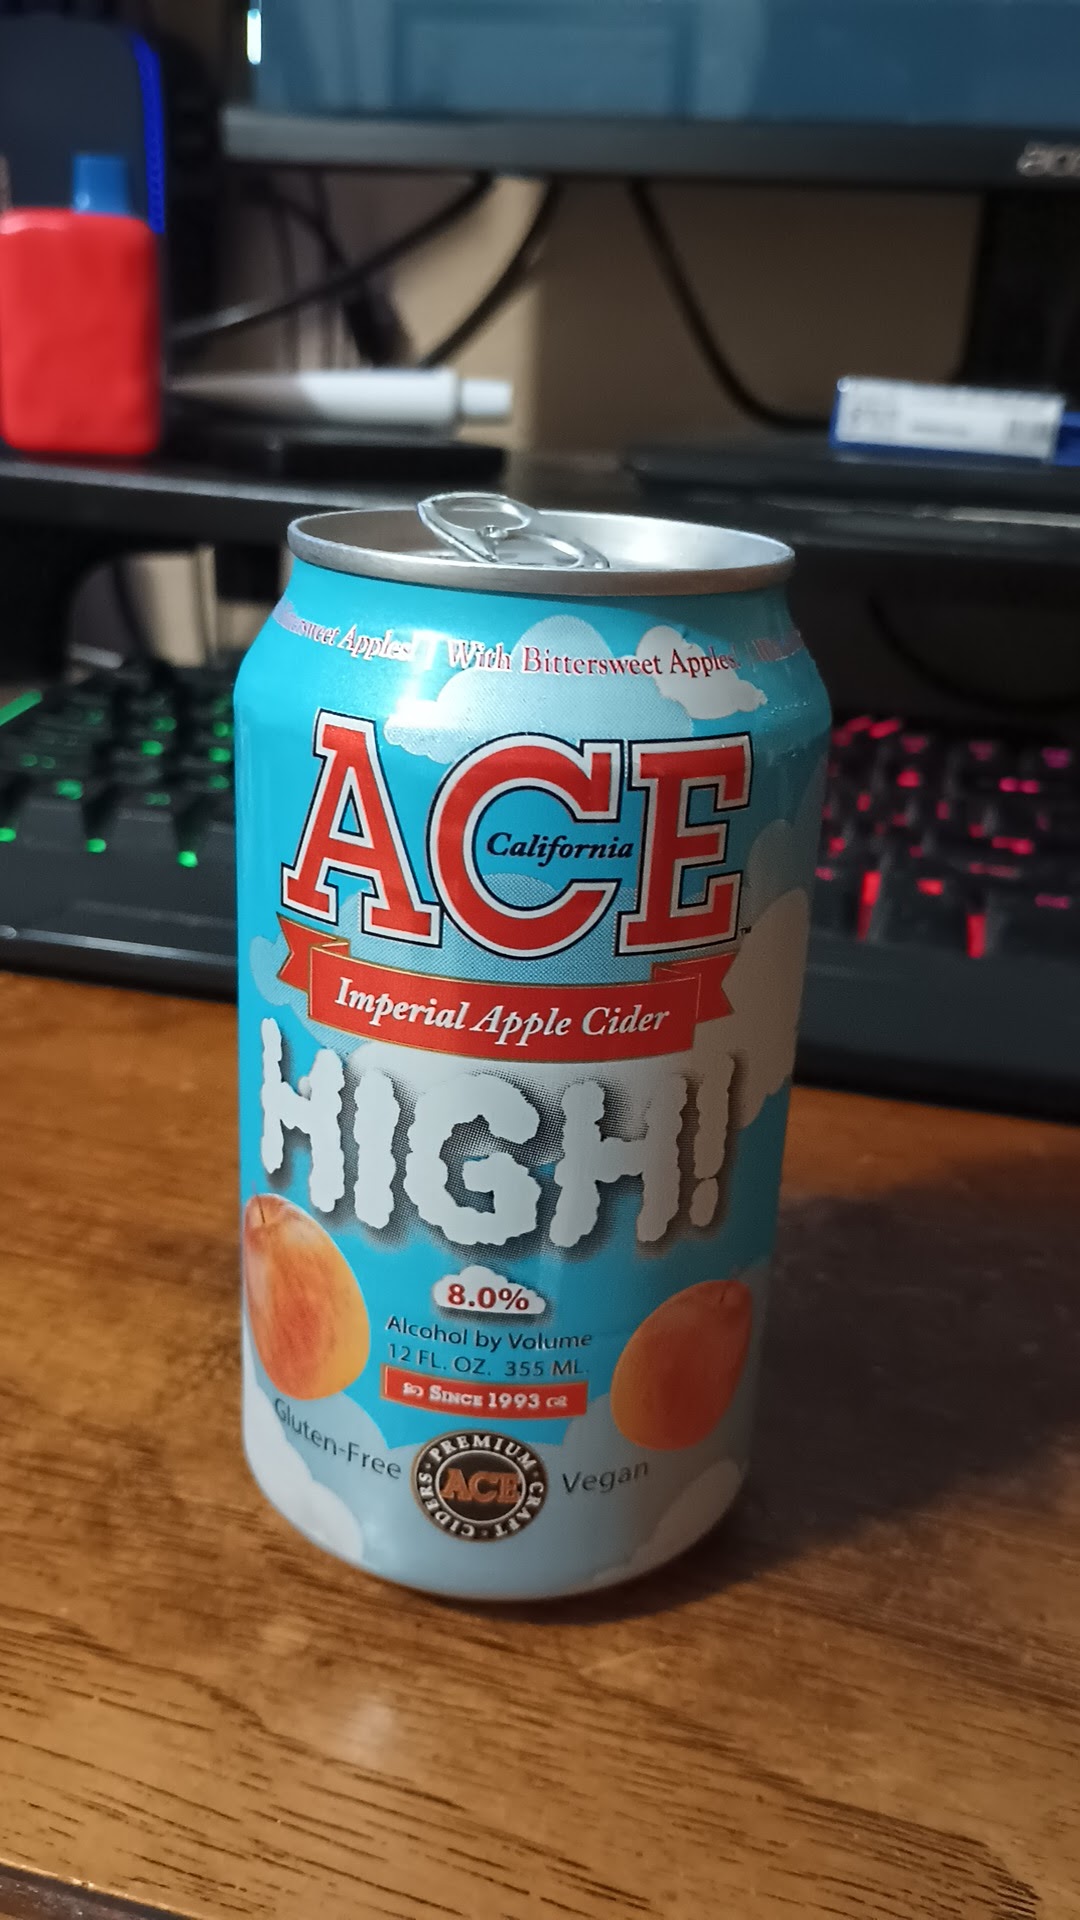 With Bittersweet Apples!
ACE
California
Imperial Apple Cider
HIGH!
8.0%
Alcohol by Volume
12 FL. OZ. 355 ML.
SINCE 1993
Gluten-Free
PREMIUM CRAFT CIDERS
ACE
Vegan